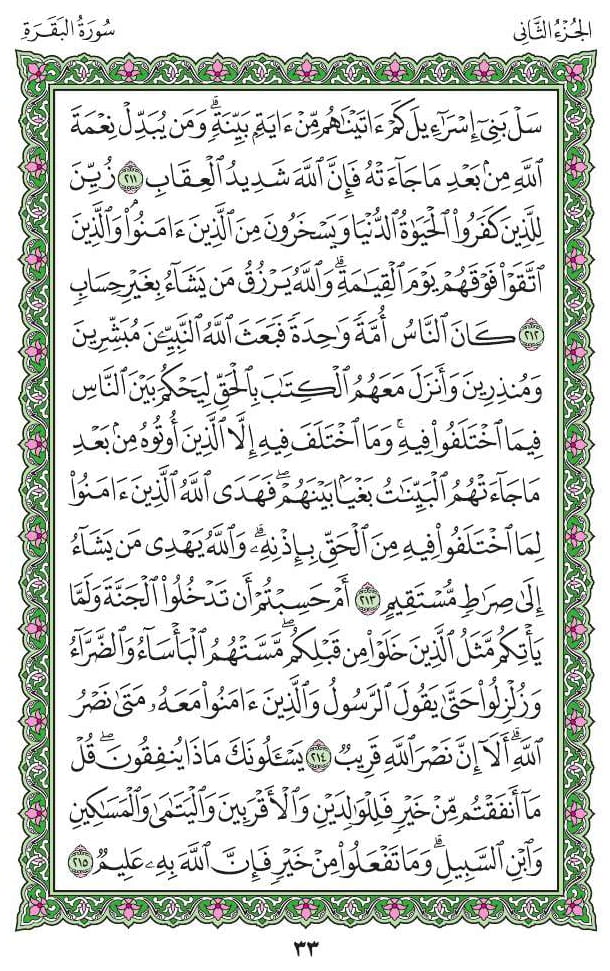 الجُزْءُ الثَّانِي
سُورَةُ البَقَرَةِ
سَلْ بَنِىٓ إِسْرَٰٓءِيلَ كَمْ ءَاتَيْنَٰهُم مِّنْ ءَايَةٍۭ بَيِّنَةٍۗ وَمَن يُبَدِّلْ نِعْمَةَ
ٱللَّهِ مِنۢ بَعْدِ مَا جَآءَتْهُ فَإِنَّ ٱللَّهَ شَدِيدُ ٱلْعِقَابِ ٢١١ زُيِّنَ
لِلَّذِينَ كَفَرُوا۟ ٱلْحَيَوٰةُ ٱلدُّنْيَا وَيَسْخَرُونَ مِنَ ٱلَّذِينَ ءَامَنُوا۟ۘ وَٱلَّذِينَ
ٱتَّقَوْا۟ فَوْقَهُمْ يَوْمَ ٱلْقِيَٰمَةِۗ وَٱللَّهُ يَرْزُقُ مَن يَشَآءُ بِغَيْرِ حِسَابٍ
٢١٢ كَانَ ٱلنَّاسُ أُمَّةً وَٰحِدَةً فَبَعَثَ ٱللَّهُ ٱلنَّبِيِّۦنَ مُبَشِّرِينَ
وَمُنذِرِينَ وَأَنزَلَ مَعَهُمُ ٱلْكِتَٰبَ بِٱلْحَقِّ لِيَحْكُمَ بَيْنَ ٱلنَّاسِ
فِيمَا ٱخْتَلَفُوا۟ فِيهِۚ وَمَا ٱخْتَلَفَ فِيهِ إِلَّا ٱلَّذِينَ أُوتُوهُ مِنۢ بَعْدِ
مَا جَآءَتْهُمُ ٱلْبَيِّنَٰتُ بَغْيًۢا بَيْنَهُمْۖ فَهَدَى ٱللَّهُ ٱلَّذِينَ ءَامَنُوا۟
لِمَا ٱخْتَلَفُوا۟ فِيهِ مِنَ ٱلْحَقِّ بِإِذْنِهِۦۗ وَٱللَّهُ يَهْدِى مَن يَشَآءُ
إِلَىٰ صِرَٰطٍ مُّسْتَقِيمٍ ٢١٣ أَمْ حَسِبْتُمْ أَن تَدْخُلُوا۟ ٱلْجَنَّةَ وَلَمَّا
يَأْتِكُم مَّثَلُ ٱلَّذِينَ خَلَوْا۟ مِن قَبْلِكُمۖ مَّسَّتْهُمُ ٱلْبَأْسَآءُ وَٱلضَّرَّآءُ
وَزُلْزِلُوا۟ حَتَّىٰ يَقُولَ ٱلرَّسُولُ وَٱلَّذِينَ ءَامَنُوا۟ مَعَهُۥ مَتَىٰ نَصْرُ
ٱللَّهِۗ أَلَآ إِنَّ نَصْرَ ٱللَّهِ قَرِيبٌ ٢١٤ يَسْـَٔلُونَكَ مَاذَا يُنفِقُونَۖ قُلْ
مَآ أَنفَقْتُم مِّنْ خَيْرٍ فَلِلْوَٰلِدَيْنِ وَٱلْأَقْرَبِينَ وَٱلْيَتَٰمَىٰ وَٱلْمَسَٰكِينِ
وَٱبْنِ ٱلسَّبِيلِۗ وَمَا تَفْعَلُوا۟ مِنْ خَيْرٍ فَإِنَّ ٱللَّهَ بِهِۦ عَلِيمٌ ٢١٥
٣٣